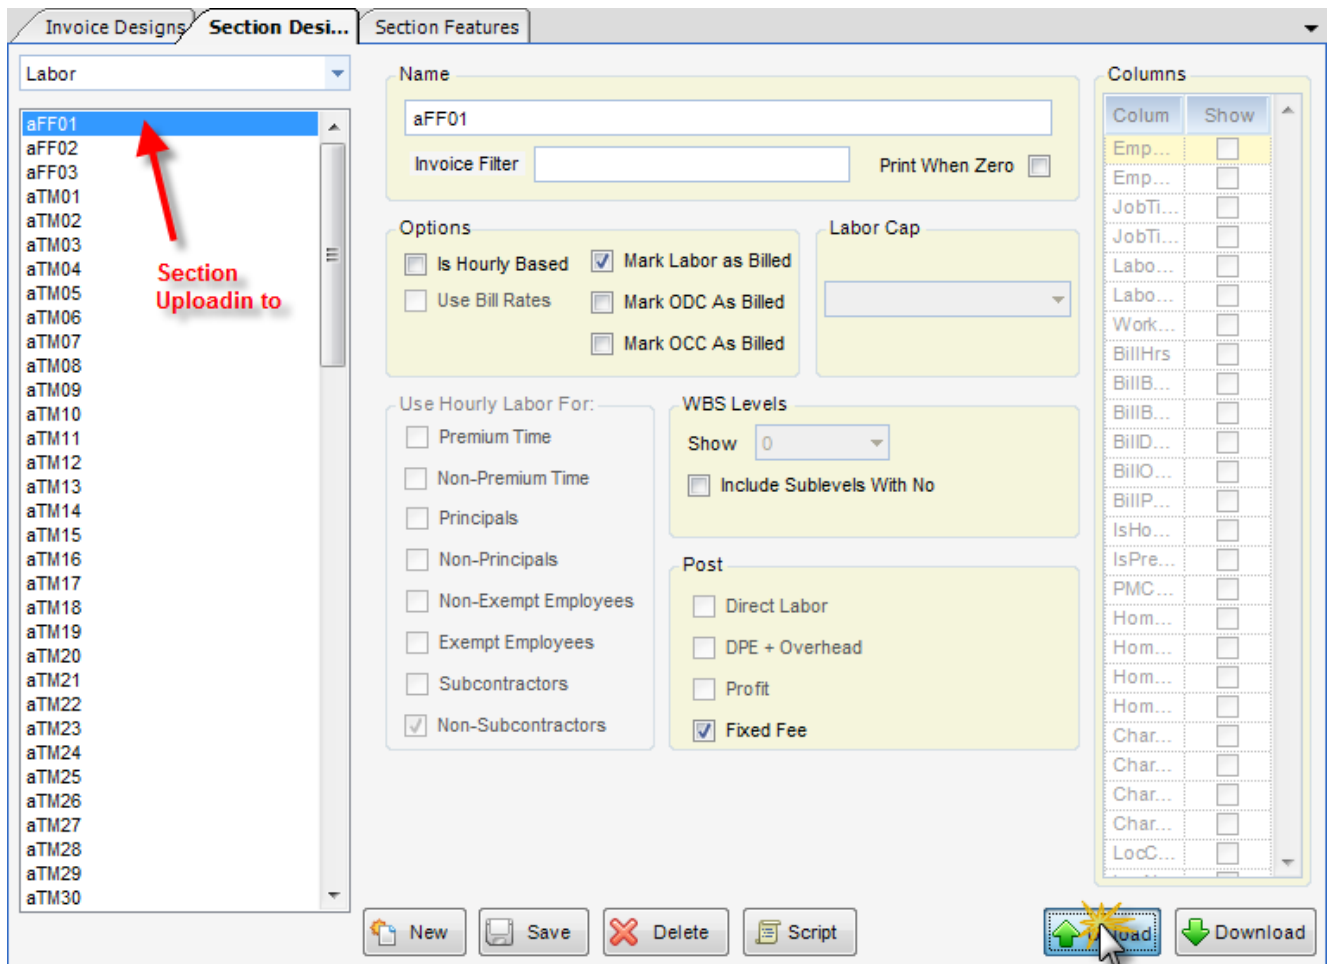 Invoice Designs Section Desi... Section Features
Labor
aFF01
aFF02
aFF03
aTM01
aTM02
aTM03
aTM04
aTM05
aTM06
aTM07
aTM08
aTM09
aTM10
aTM11
aTM12
aTM13
aTM14
aTM15
aTM16
aTM17
aTM18
aTM19
aTM20
aTM21
aTM22
aTM23
aTM24
aTM25
aTM26
aTM27
aTM28
aTM29
aTM30
Section
Uploadin to
Name
aFF01
Invoice Filter Print When Zero
Options
Is Hourly Based Mark Labor as Billed
Use Bill Rates Mark ODC As Billed
Mark OCC As Billed
Labor Cap
Use Hourly Labor For:
Premium Time
Non-Premium Time
Principals
Non-Principals
Non-Exempt Employees
Exempt Employees
Subcontractors
Non-Subcontractors
WBS Levels
Show 0
Include Sublevels With No
Post
Direct Labor
DPE + Overhead
Profit
Fixed Fee
Columns
Colum Show
Emp...
Emp...
JobTi...
JobTi...
Labo...
Labo...
Work...
BillHrs
BillB...
BillB...
BillD...
BillO...
BillP...
IsHo...
IsPre...
PMC...
Hom...
Hom...
Hom...
Hom...
Char...
Char...
Char...
Char...
LocC...
New Save Delete Script Download